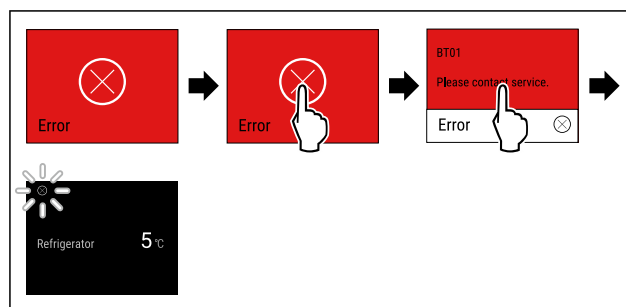 Error
Error
BT01
Please contact service.
Error
Refrigerator 5 °C